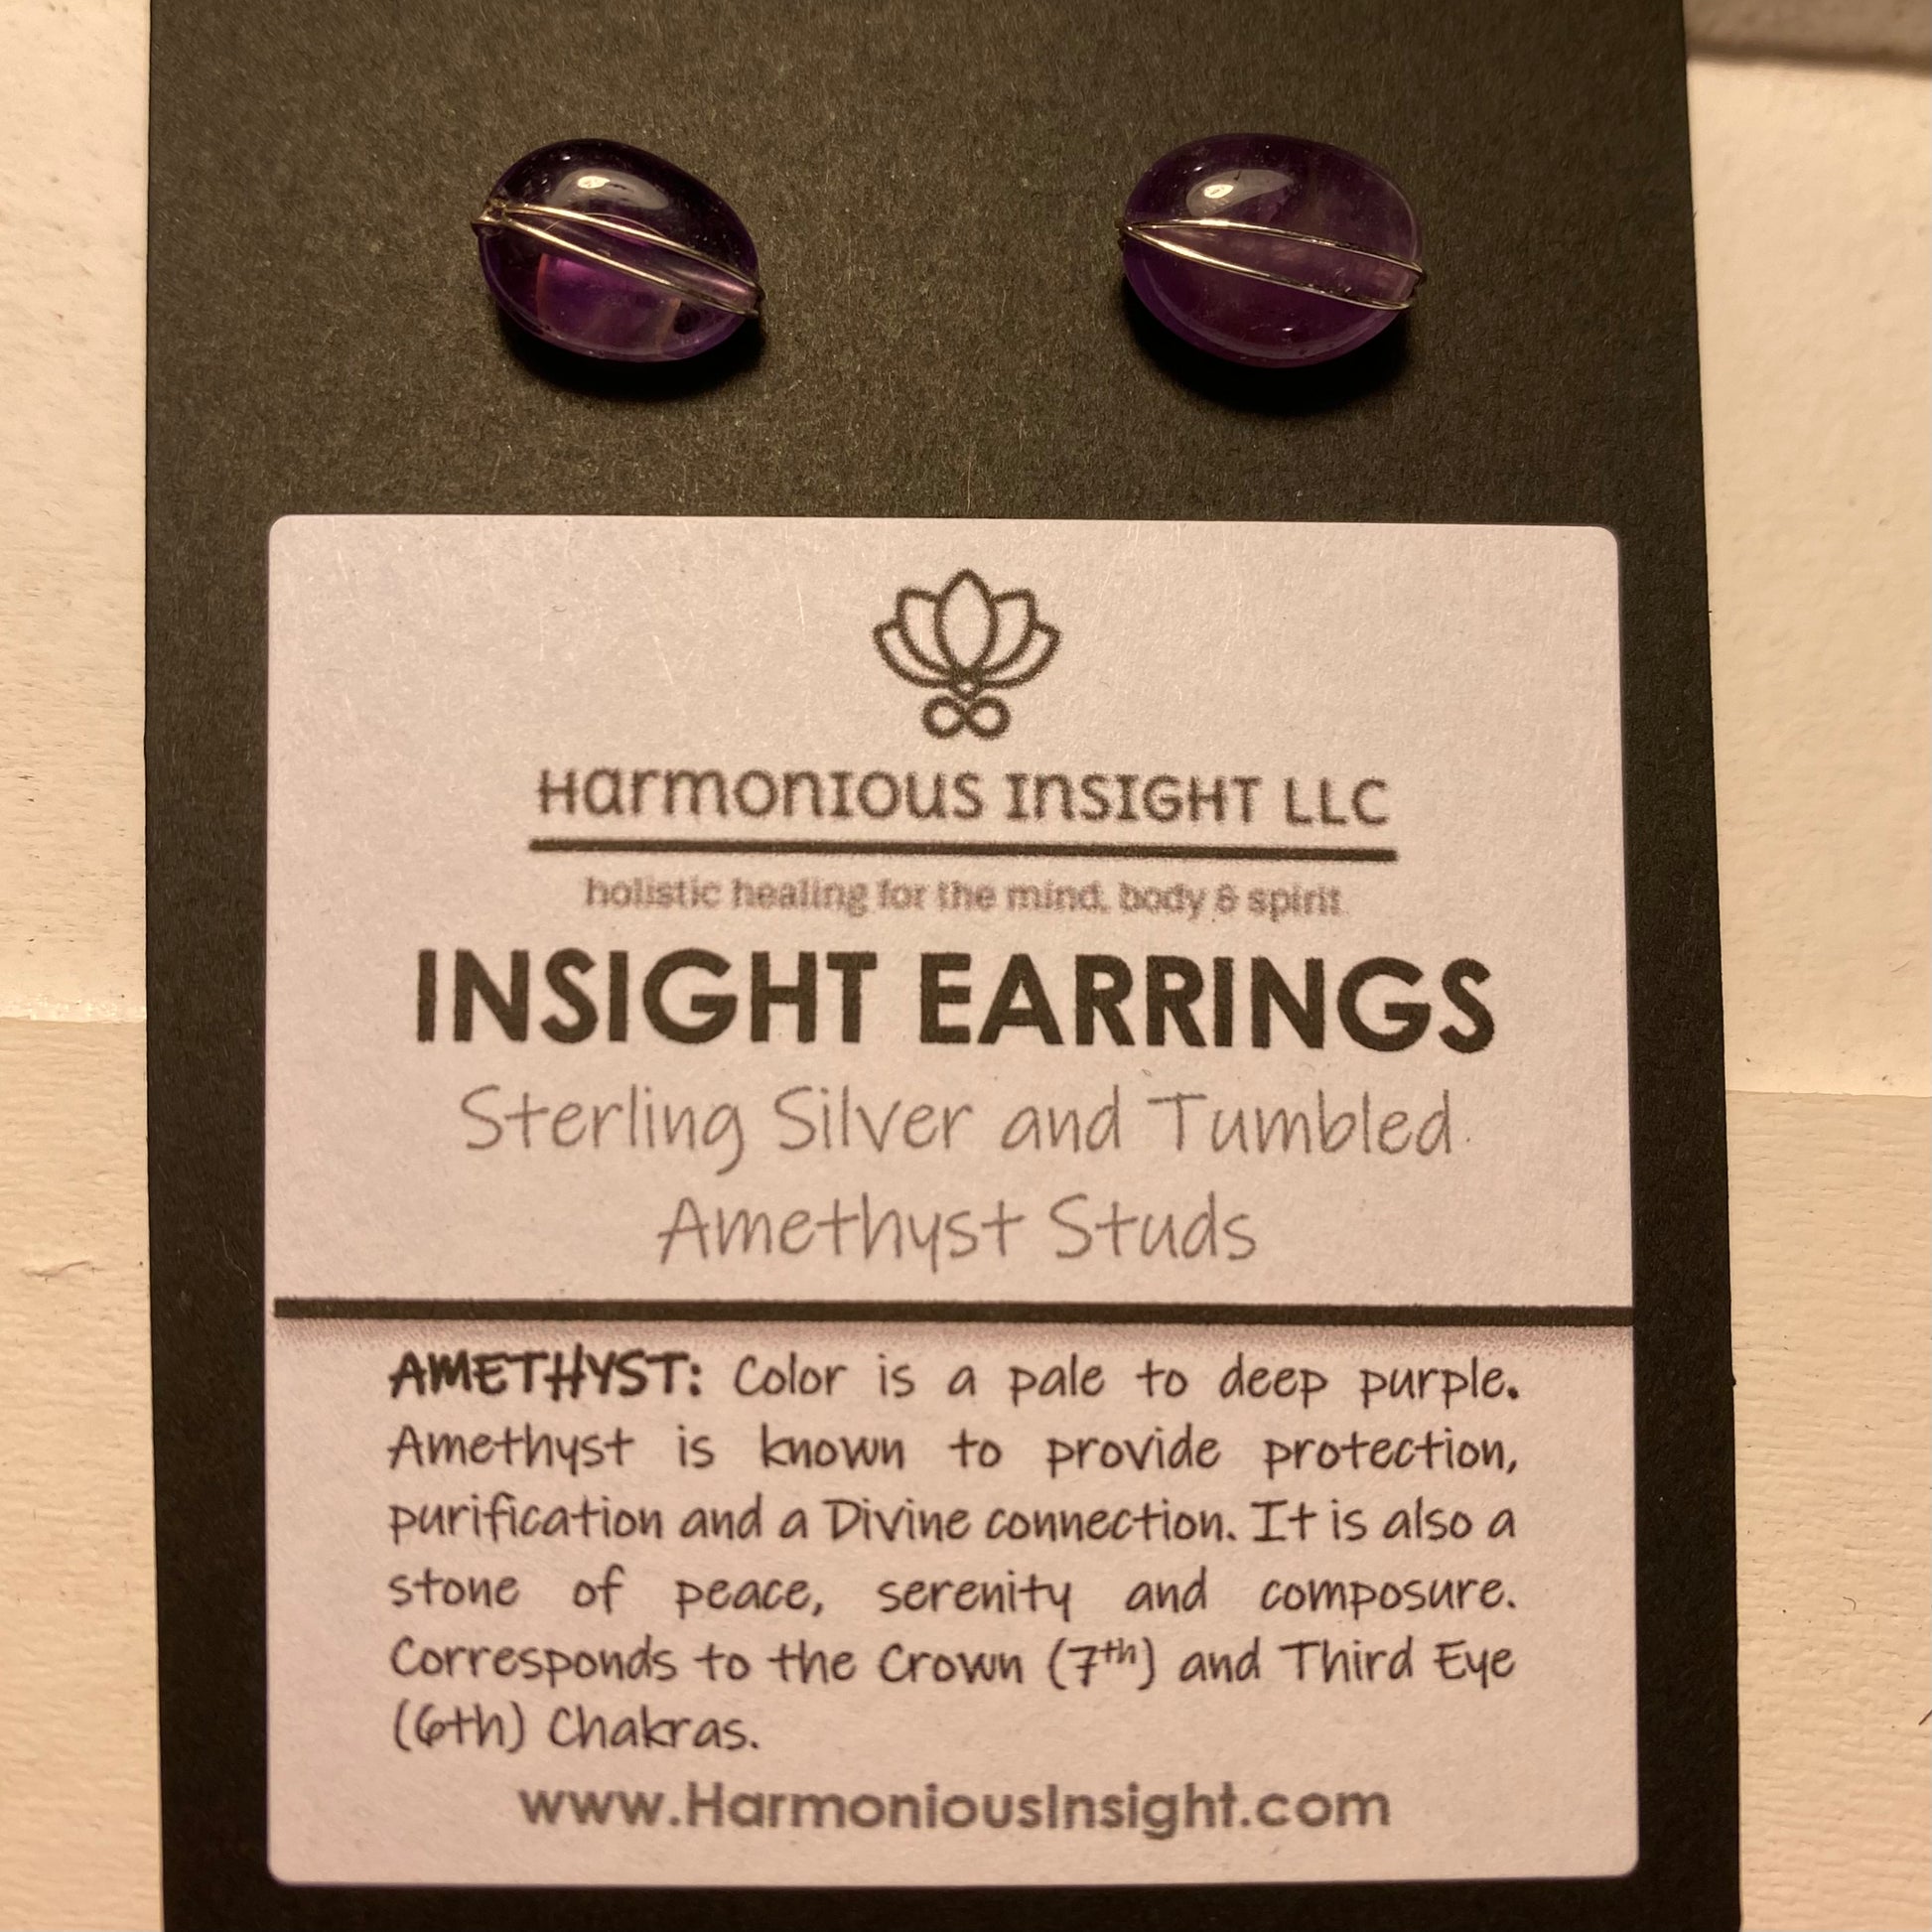 Harmonious Insight LLC
holistic healing for the mind, body & spirit
INSIGHT EARRINGS
Sterling Silver and Tumbled
Amethyst Studs
AMETHYST: Color is a pale to deep purple.
Amethyst is known to provide protection,
purification and a Divine connection. It is also a
stone of peace, serenity and composure.
Corresponds to the Crown (7th) and Third Eye
(6th) Chakras.
www.HarmoniousInsight.com